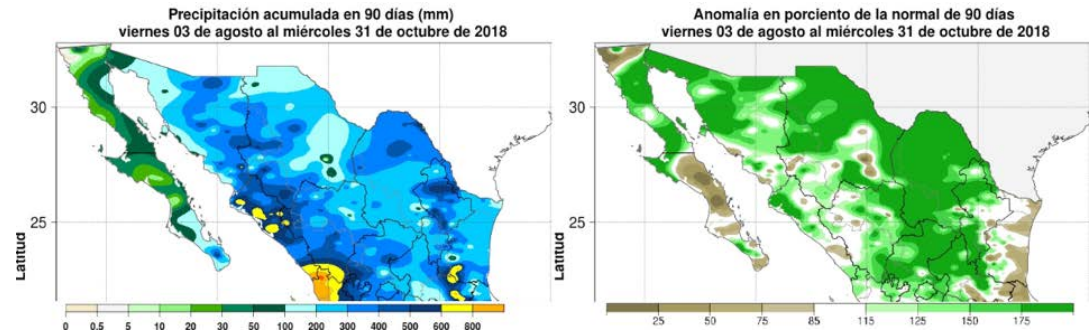 Precipitación acumulada en 90 días (mm)
viernes 03 de agosto al miércoles 31 de octubre de 2018
30
25
Latitud
0 0.5 5 10 20 30 50 100 200 300 400 500 600 800
Anomalía en porciento de la normal de 90 días
viernes 03 de agosto al miércoles 31 de octubre de 2018
30
25
Latitud
25 50 75 85 115 125 150 175